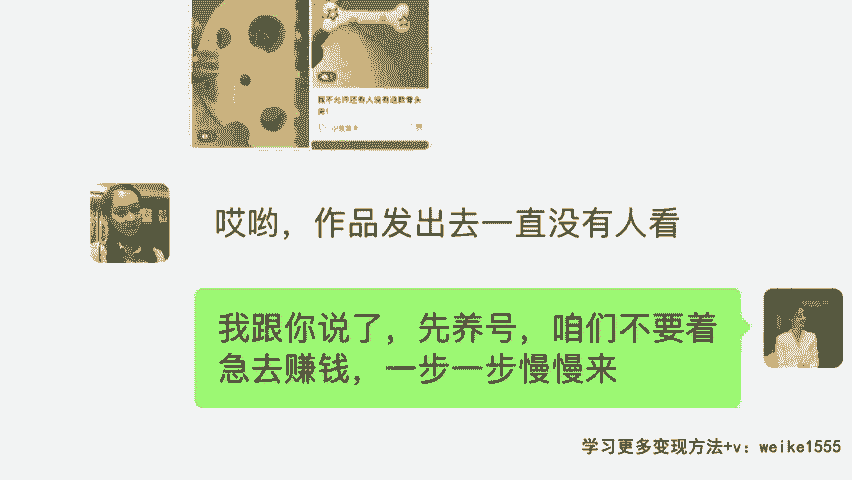 哎哟，作品发出去一直没有人看
我跟你说了，先养号，咱们不要着
急去赚钱，一步一步慢慢来
学习更多变现方法+v：weike1555